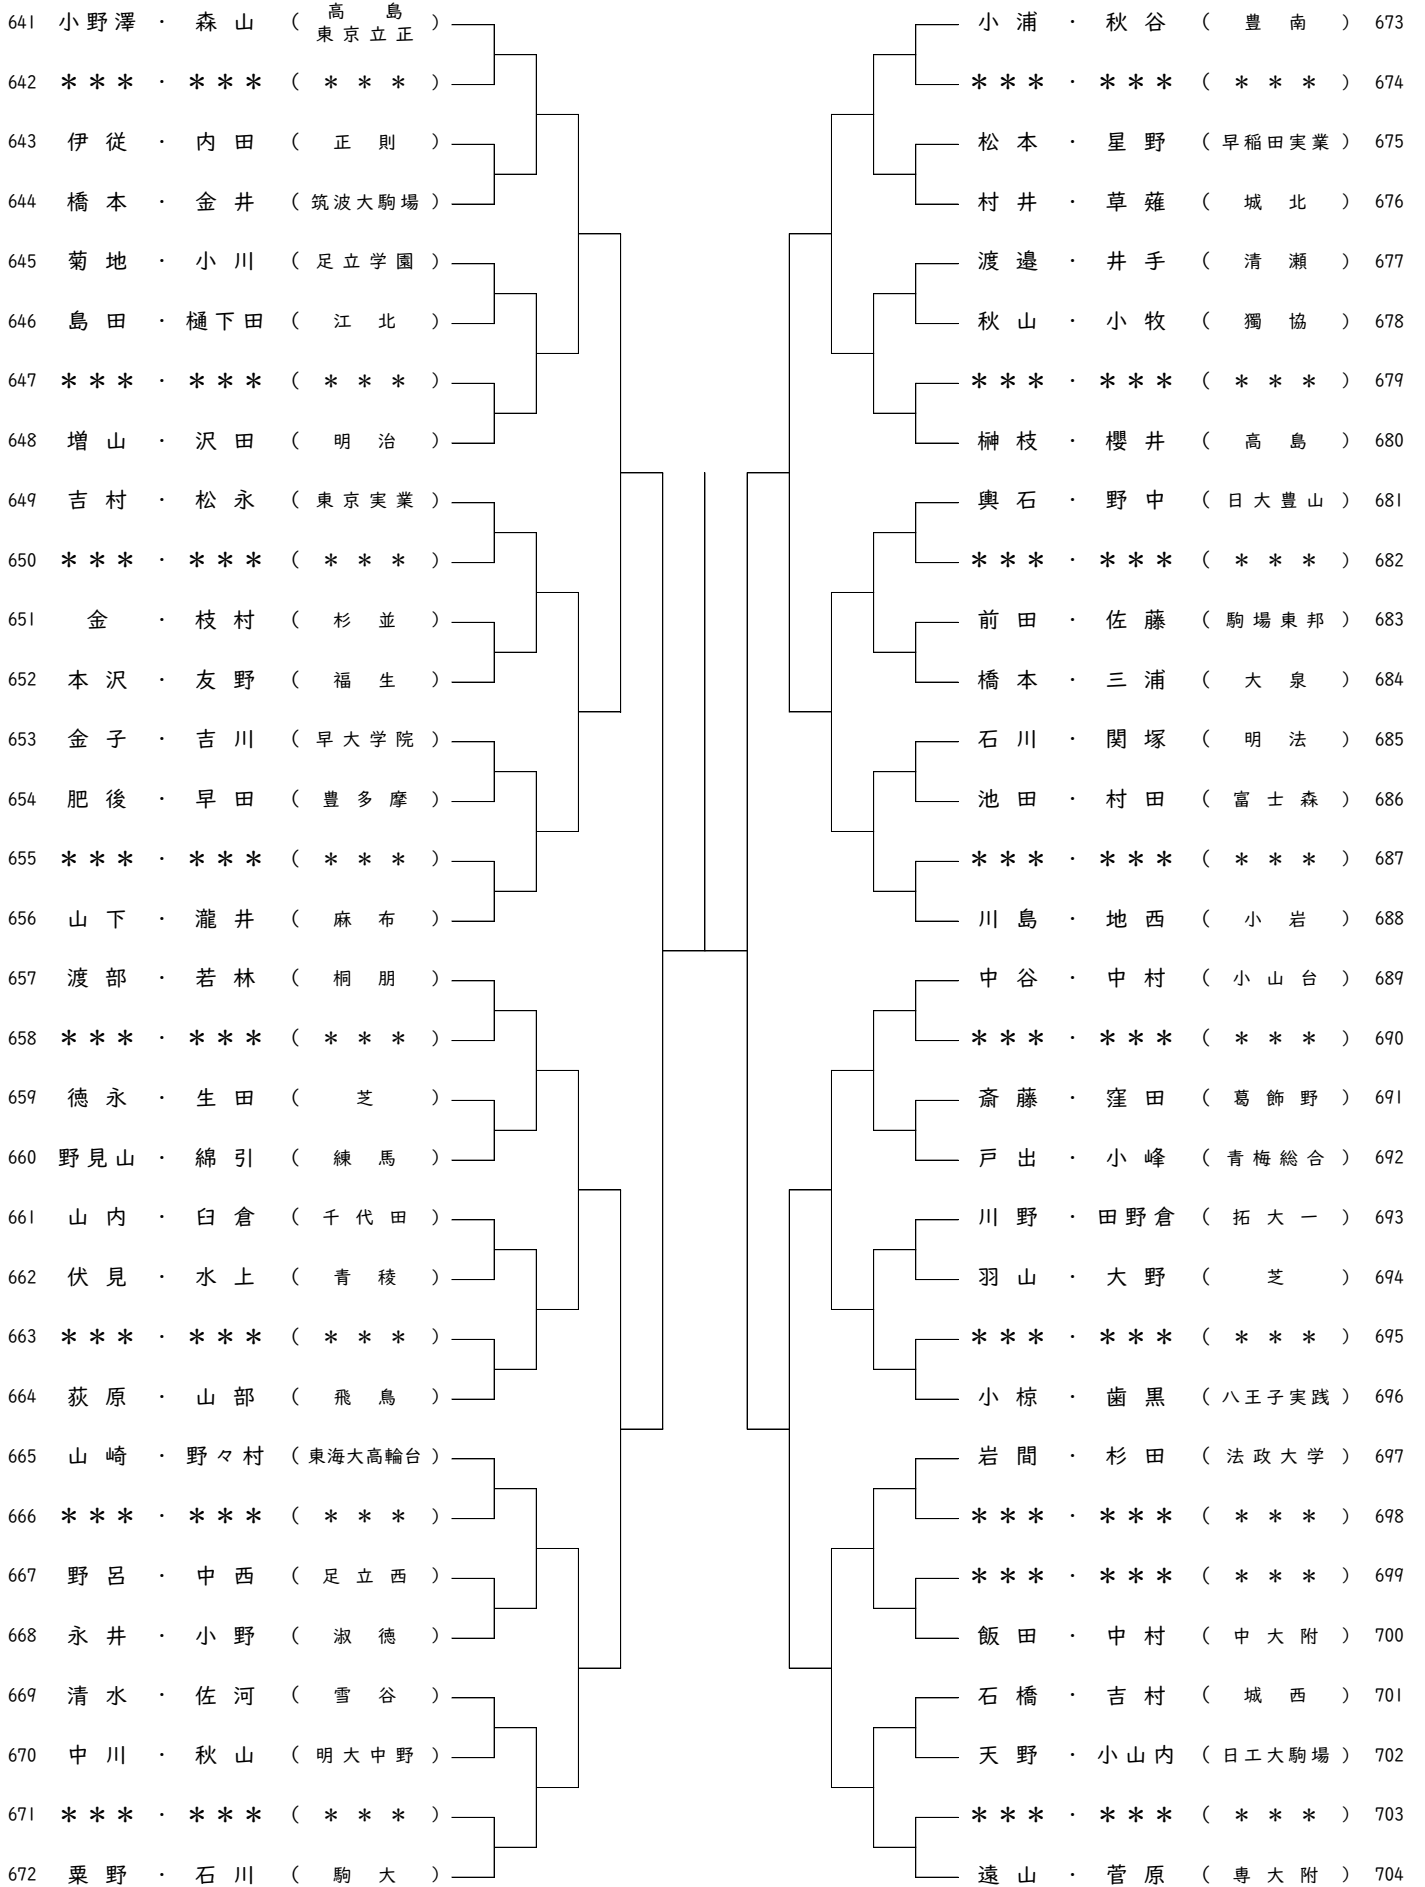 641 小野澤 ・ 森山 ( 高島 東京立正 )
642 *** ・ *** ( *** )
643 伊従 ・ 内田 ( 正則 )
644 橋本 ・ 金井 ( 筑波大駒場 )
645 菊地 ・ 小川 ( 足立学園 )
646 島田 ・ 樋下田 ( 江北 )
647 *** ・ *** ( *** )
648 増山 ・ 沢田 ( 明治 )
649 吉村 ・ 松永 ( 東京実業 )
650 *** ・ *** ( *** )
651 金 ・ 枝村 ( 杉並 )
652 本沢 ・ 友野 ( 福生 )
653 金子 ・ 吉川 ( 早大学院 )
654 肥後 ・ 早田 ( 豊多摩 )
655 *** ・ *** ( *** )
656 山下 ・ 瀧井 ( 麻布 )
657 渡部 ・ 若林 ( 桐朋 )
658 *** ・ *** ( *** )
659 徳永 ・ 生田 ( 芝 )
660 野見山 ・ 綿引 ( 練馬 )
661 山内 ・ 臼倉 ( 千代田 )
662 伏見 ・ 水上 ( 青稜 )
663 *** ・ *** ( *** )
664 荻原 ・ 山部 ( 飛鳥 )
665 山崎 ・ 野々村 ( 東海大高輪台 )
666 *** ・ *** ( *** )
667 野呂 ・ 中西 ( 足立西 )
668 永井 ・ 小野 ( 淑徳 )
669 清水 ・ 佐河 ( 雪谷 )
670 中川 ・ 秋山 ( 明大中野 )
671 *** ・ *** ( *** )
672 粟野 ・ 石川 ( 駒大 )
小浦 ・ 秋谷 ( 豊南 ) 673
*** ・ *** ( *** ) 674
松本 ・ 星野 ( 早稲田実業 ) 675
村井 ・ 草薙 ( 城北 ) 676
渡邉 ・ 井手 ( 清瀬 ) 677
秋山 ・ 小牧 ( 獨協 ) 678
*** ・ *** ( *** ) 679
榊枝 ・ 櫻井 ( 高島 ) 680
輿石 ・ 野中 ( 日大豊山 ) 681
*** ・ *** ( *** ) 682
前田 ・ 佐藤 ( 駒場東邦 ) 683
橋本 ・ 三浦 ( 大泉 ) 684
石川 ・ 関塚 ( 明法 ) 685
池田 ・ 村田 ( 富士森 ) 686
*** ・ *** ( *** ) 687
川島 ・ 地西 ( 小岩 ) 688
中谷 ・ 中村 ( 小山台 ) 689
*** ・ *** ( *** ) 690
斎藤 ・ 窪田 ( 葛飾野 ) 691
戸出 ・ 小峰 ( 青梅総合 ) 692
川野 ・ 田野倉 ( 拓大一 ) 693
羽山 ・ 大野 ( 芝 ) 694
*** ・ *** ( *** ) 695
小椋 ・ 歯黒 ( 八王子実践 ) 696
岩間 ・ 杉田 ( 法政大学 ) 697
*** ・ *** ( *** ) 698
*** ・ *** ( *** ) 699
飯田 ・ 中村 ( 中大附 ) 700
石橋 ・ 吉村 ( 城西 ) 701
天野 ・ 小山内 ( 日工大駒場 ) 702
*** ・ *** ( *** ) 703
遠山 ・ 菅原 ( 専大附 ) 704